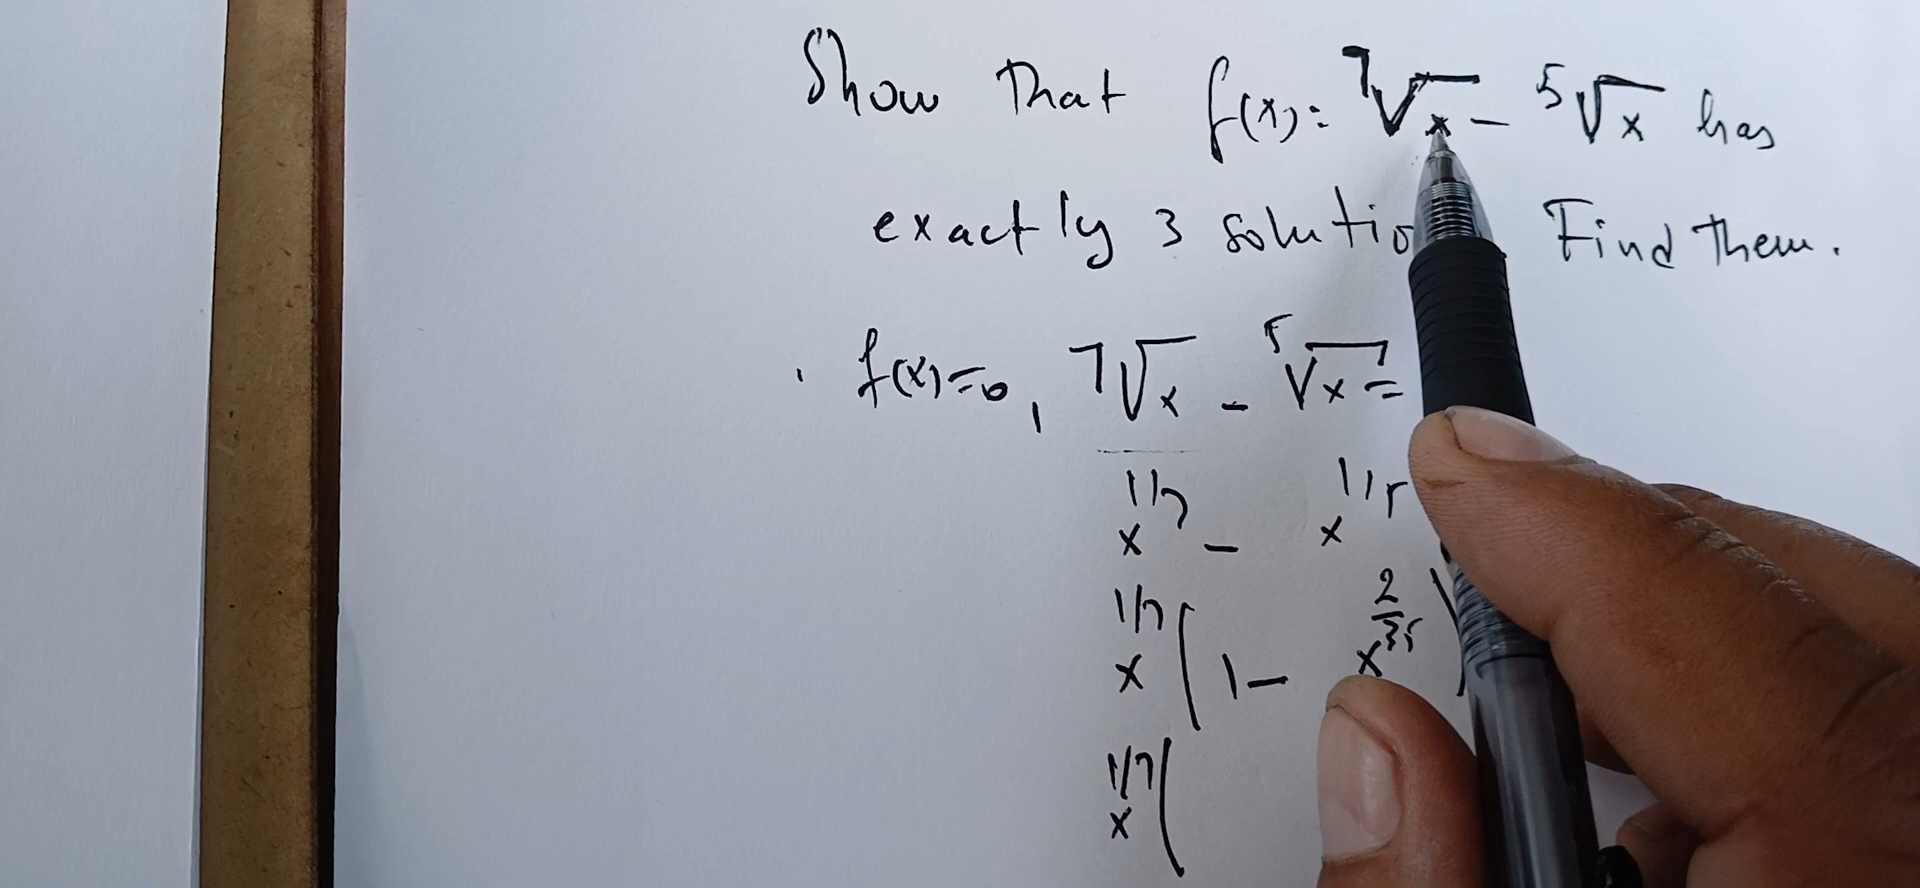 Show that f(x) = ⁷√x - ⁵√x has
exactly 3 solutio Find them.
. f(x)=0, ⁷√x - ⁵√x =
x^1/7 - x^1/5
x^1/7 ( 1 - x^2/35 )
x^1/7 (